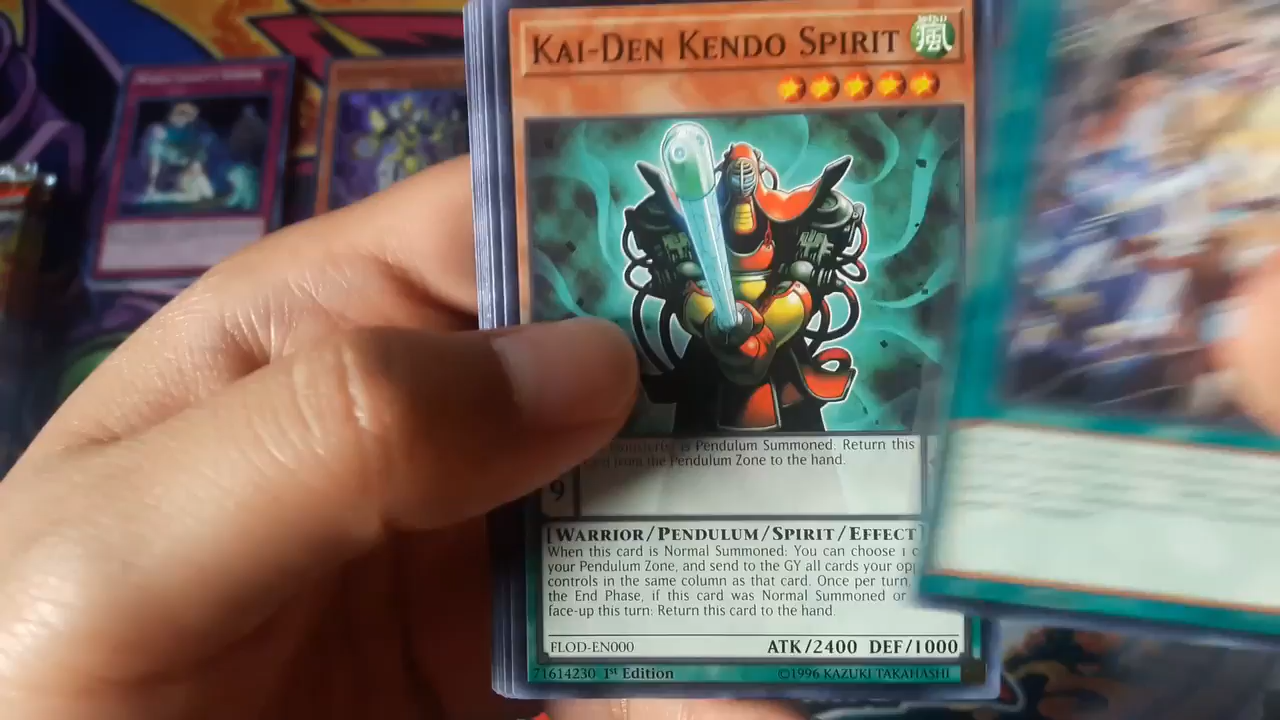 KAI-DEN KENDO SPIRIT
風
is Pendulum Summoned: Return this
from the Pendulum Zone to the hand.
9
[WARRIOR/PENDULUM/SPIRIT/EFFECT
When this card is Normal Summoned: You can choose 1
your Pendulum Zone, and send to the GY all cards your
controls in the same column as that card. Once per turn,
the End Phase, if this card was Normal Summoned or
face-up this turn: Return this card to the hand.
FLOD-EN000
ATK/2400 DEF/1000
71614230 1st Edition
©1996 KAZUKI TAKAHASHI